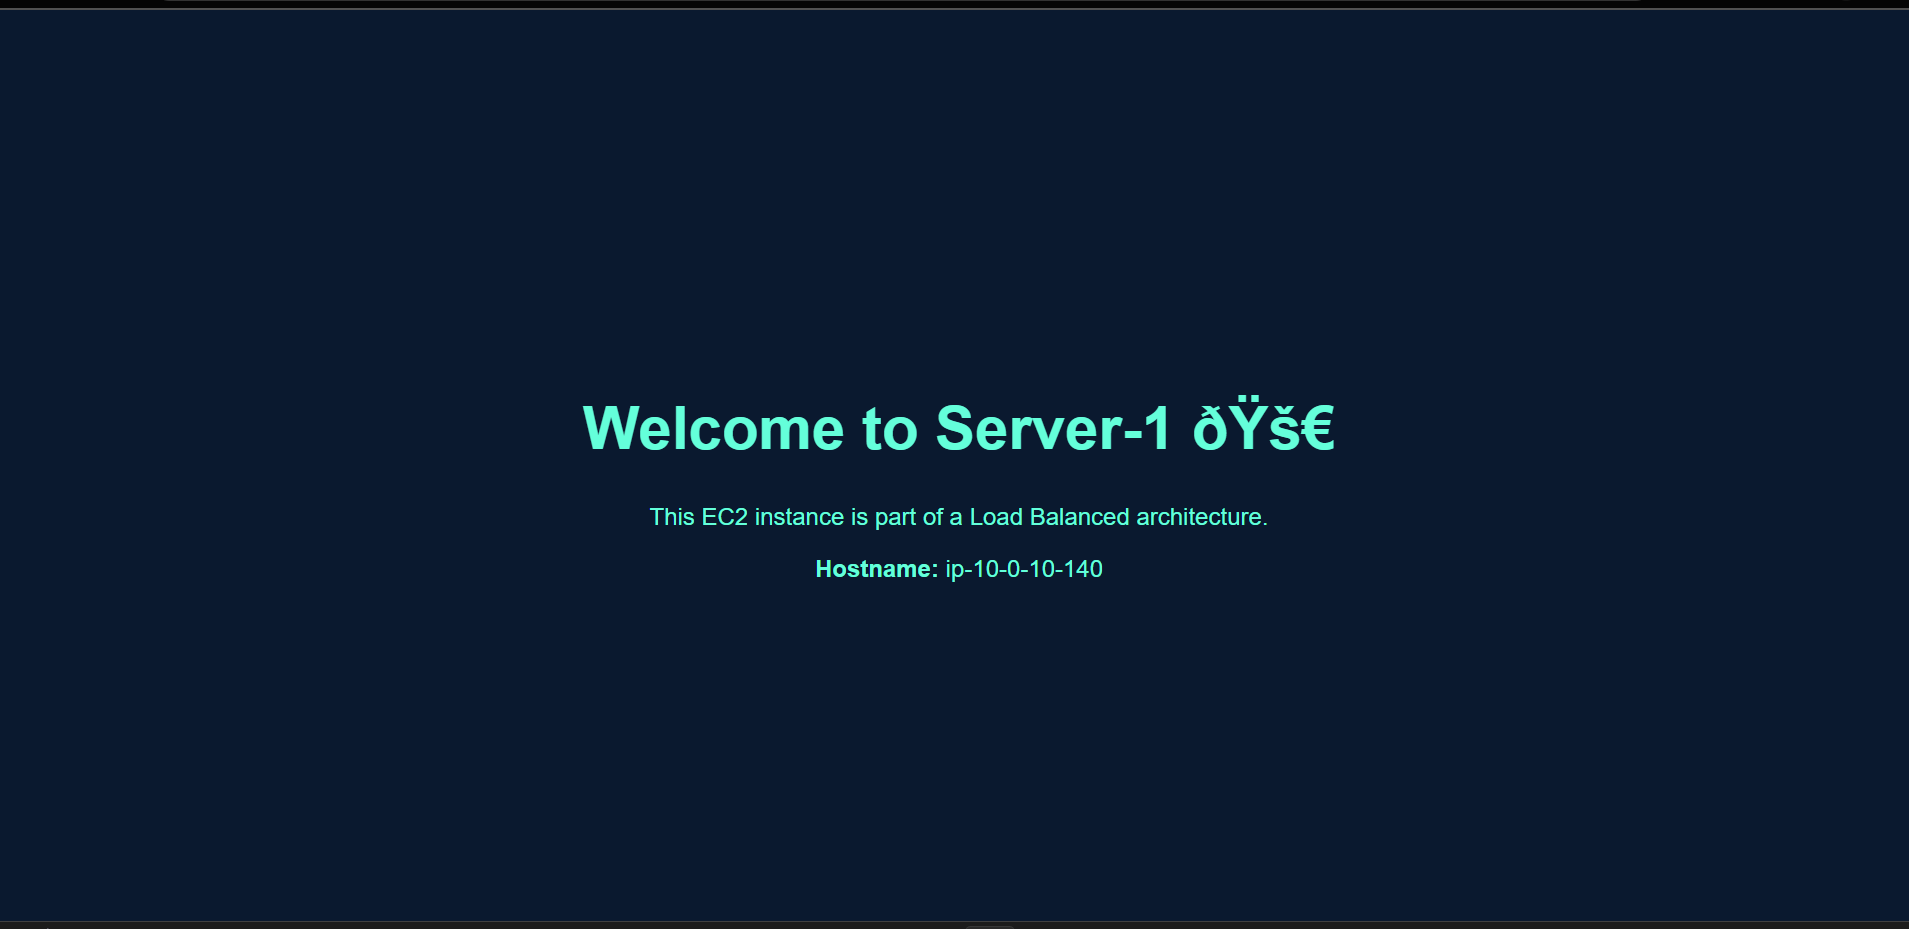 Welcome to Server-1 ðŸš€
This EC2 instance is part of a Load Balanced architecture.
Hostname: ip-10-0-10-140